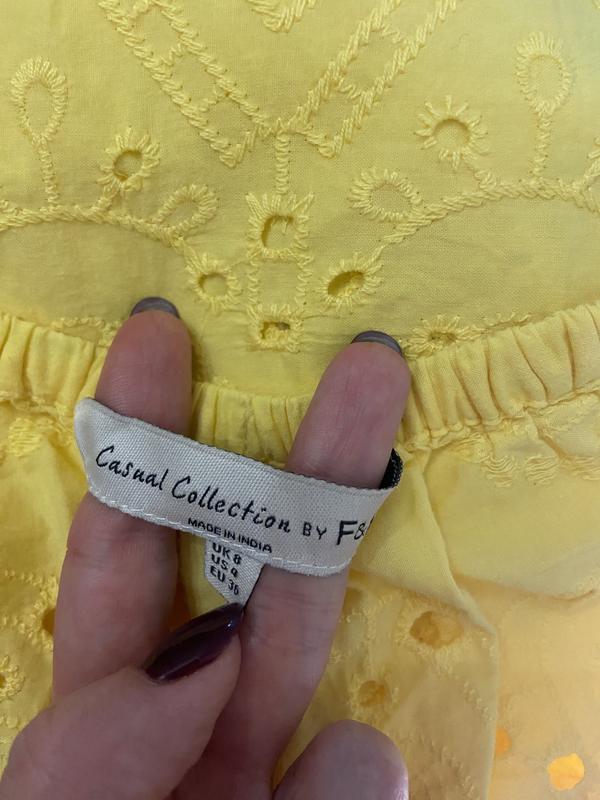 Casual Collection BY F&
MADE IN INDIA
UK 8
US 4
EU 36